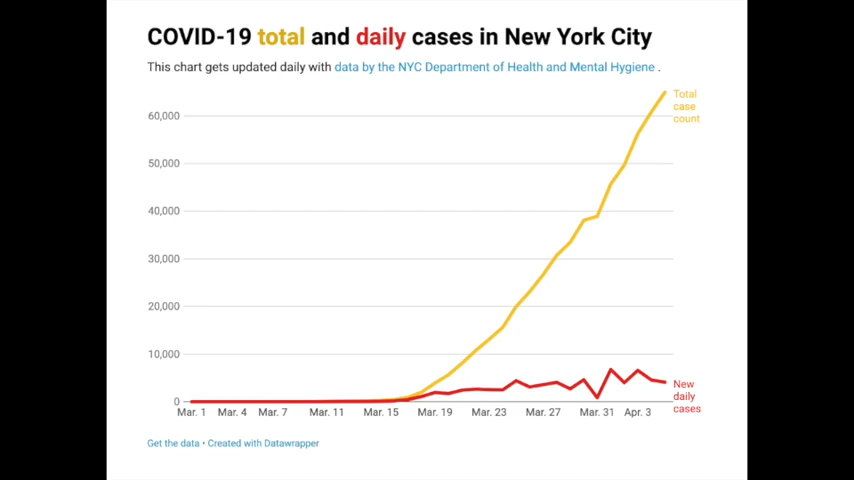 COVID-19 total and daily cases in New York City
This chart gets updated daily with data by the NYC Department of Health and Mental Hygiene .
Total
case
count
60,000
50,000
40,000
30,000
20,000
10,000
0
New
daily
cases
Mar. 1 Mar. 4 Mar. 7 Mar. 11 Mar. 15 Mar. 19 Mar. 23 Mar. 27 Mar. 31 Apr. 3
Get the data • Created with Datawrapper